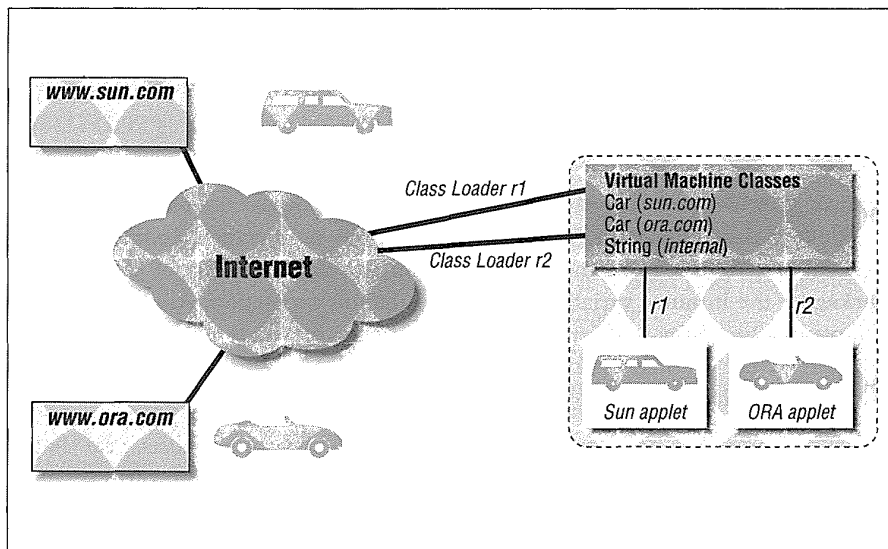 www.sun.com
Class Loader r1
Internet
Class Loader r2
Virtual Machine Classes
Car (sun.com)
Car (ora.com)
String (internal)
r1
r2
Sun applet
ORA applet
www.ora.com